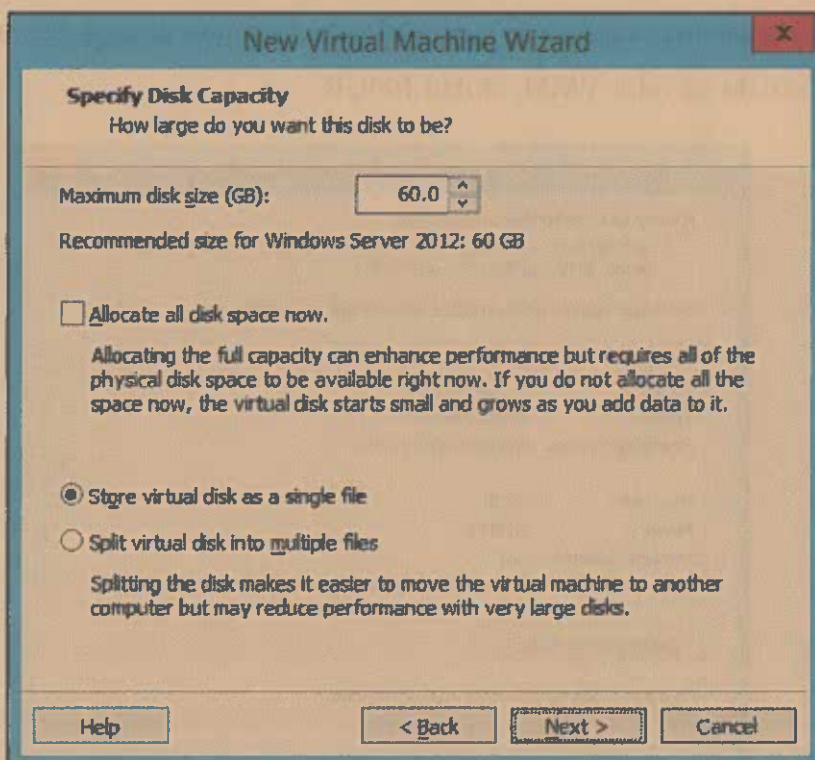 New Virtual Machine Wizard
x
Specify Disk Capacity
How large do you want this disk to be?
Maximum disk size (GB):
60.0
Recommended size for Windows Server 2012: 60 GB
Allocate all disk space now.
Allocating the full capacity can enhance performance but requires all of the
physical disk space to be available right now. If you do not allocate all the
space now, the virtual disk starts small and grows as you add data to it.
Store virtual disk as a single file
Split virtual disk into multiple files
Splitting the disk makes it easier to move the virtual machine to another
computer but may reduce performance with very large disks.
Help
< Back
Next >
Cancel